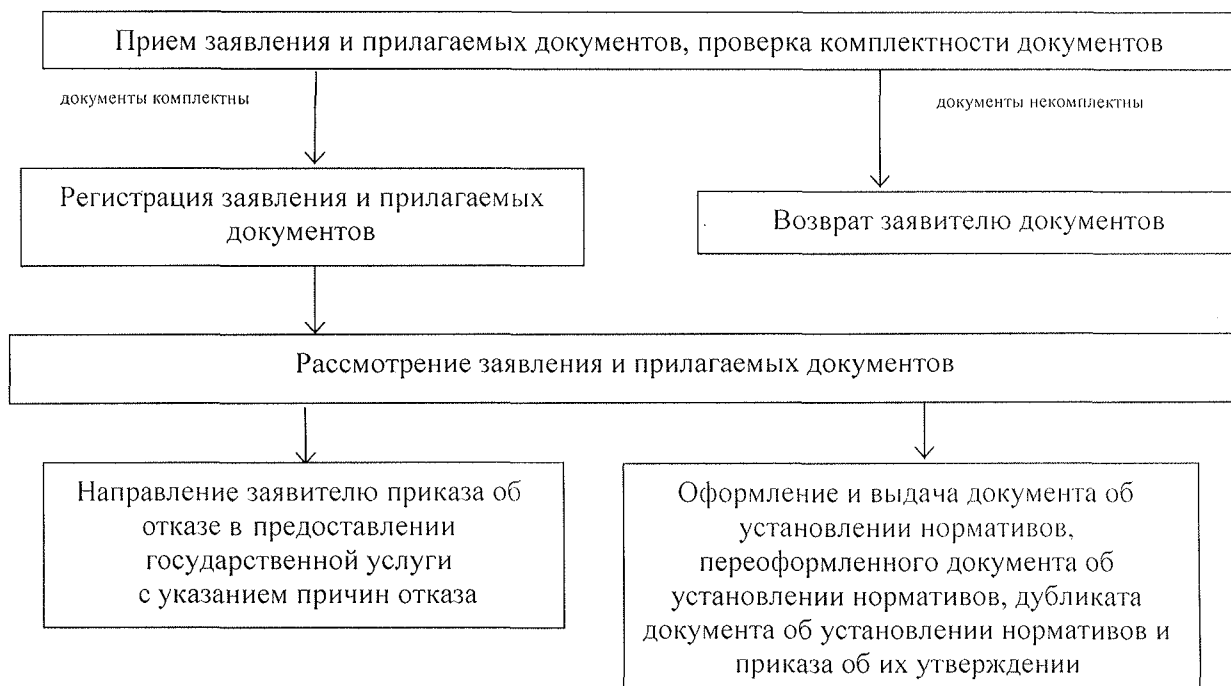 Прием заявления и прилагаемых документов, проверка комплектности документов
документы комплектны
документы некомплектны
Регистрация заявления и прилагаемых
документов
Возврат заявителю документов
Рассмотрение заявления и прилагаемых документов
Направление заявителю приказа об
отказе в предоставлении
государственной услуги
с указанием причин отказа
Оформление и выдача документа об
установлении нормативов,
переоформленного документа об
установлении нормативов, дубликата
документа об установлении нормативов и
приказа об их утверждении